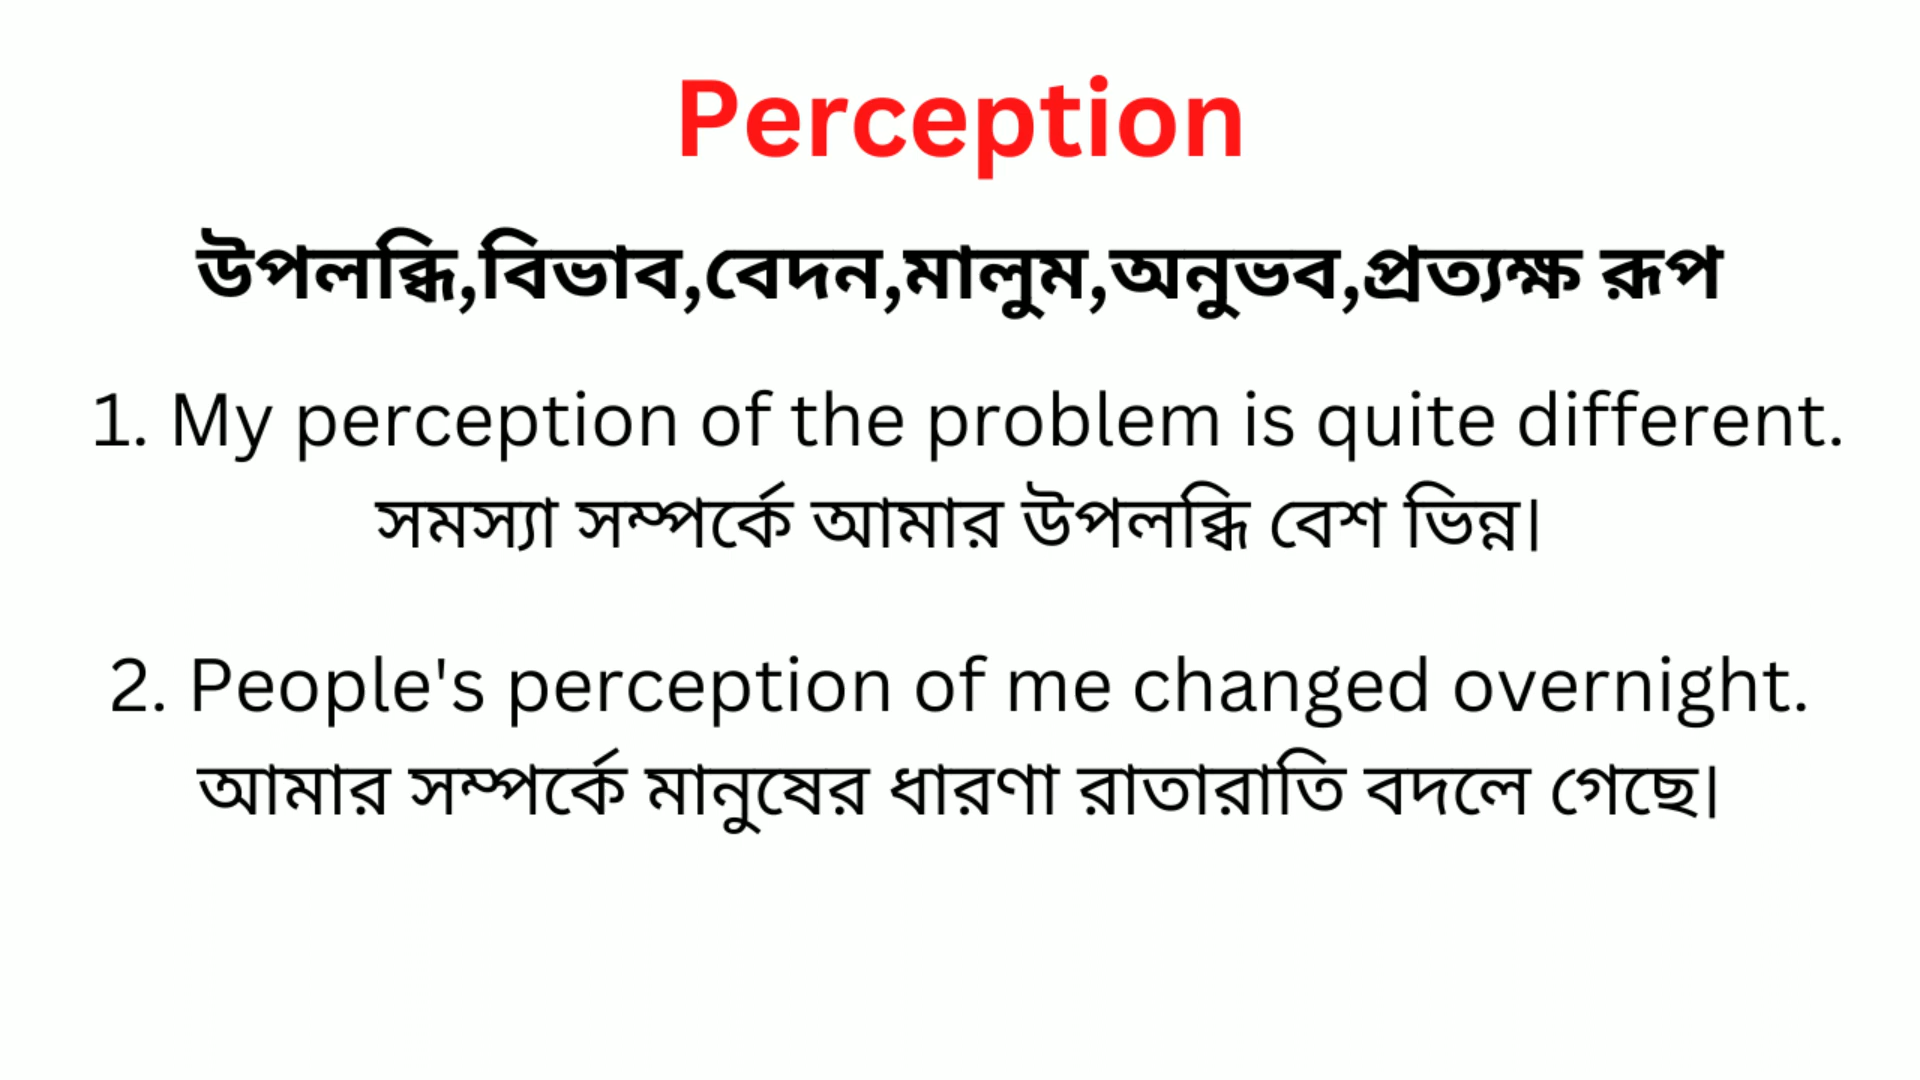 Perception
উপলব্ধি,বিভাব,বেদন,মালুম,অনুভব,প্রত্যক্ষ রূপ
1. My perception of the problem is quite different.
সমস্যা সম্পর্কে আমার উপলব্ধি বেশ ভিন্ন।
2. People's perception of me changed overnight.
আমার সম্পর্কে মানুষের ধারণা রাতারাতি বদলে গেছে।